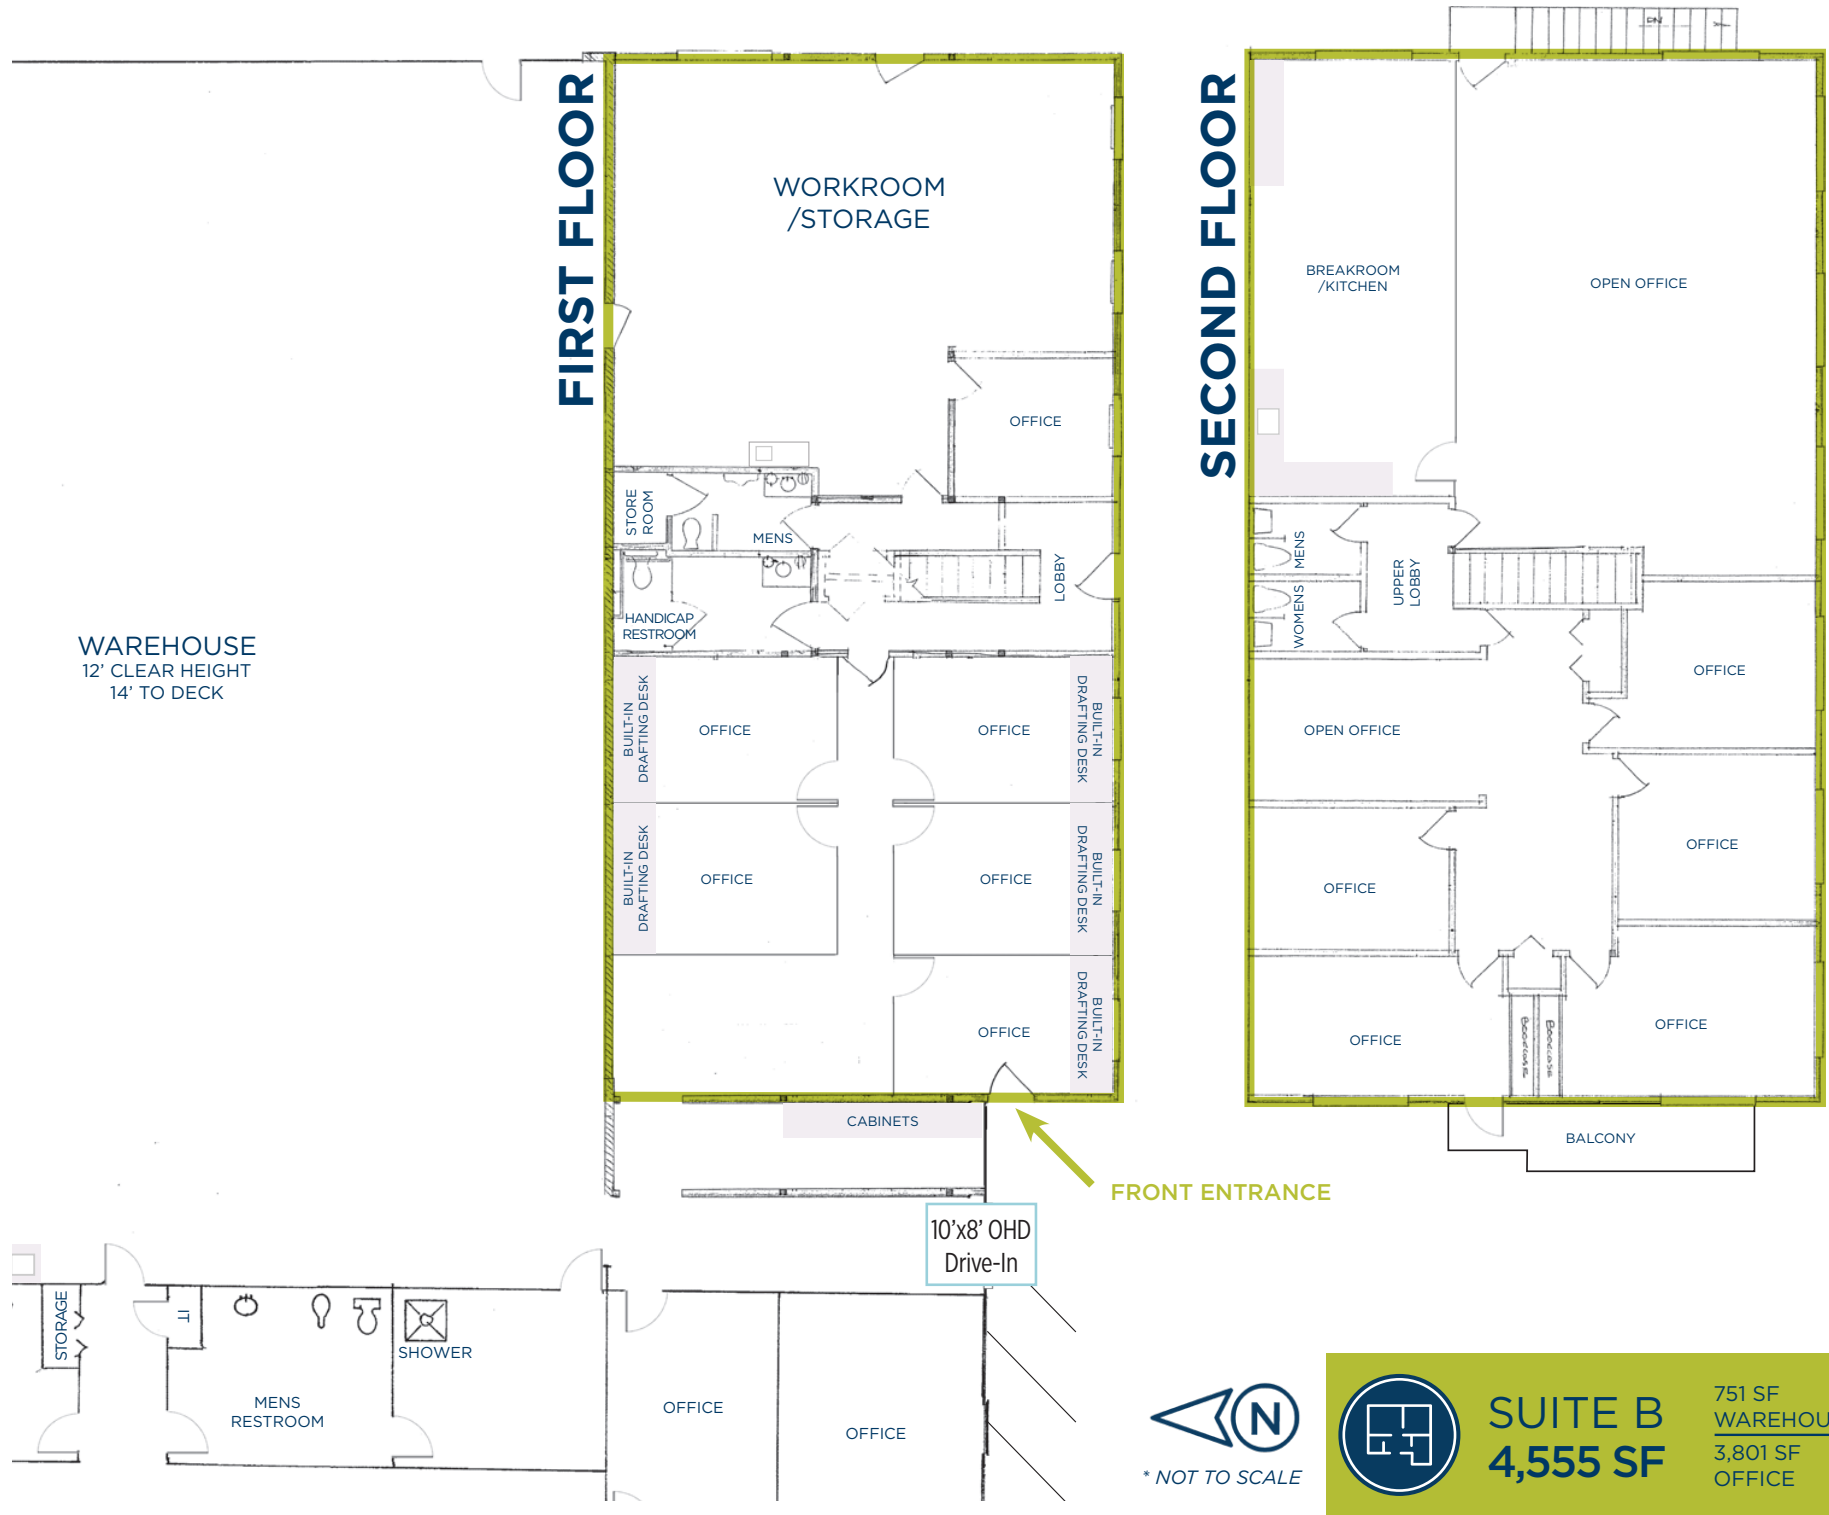 FIRST FLOOR
WORKROOM
/STORAGE
OFFICE
STORE
ROOM
MENS
HANDICAP
RESTROOM
LOBBY
WAREHOUSE
12' CLEAR HEIGHT
14' TO DECK
BUILT-IN
DRAFTING DESK
OFFICE
OFFICE
BUILT-IN
DRAFTING DESK
BUILT-IN
DRAFTING DESK
OFFICE
OFFICE
BUILT-IN
DRAFTING DESK
OFFICE
BUILT-IN
DRAFTING DESK
CABINETS
FRONT ENTRANCE
10'x8' OHD
Drive-In
STORAGE
IT
MENS
RESTROOM
SHOWER
OFFICE
OFFICE
SECOND FLOOR
DN
BREAKROOM
/KITCHEN
OPEN OFFICE
MENS
WOMENS
UPPER
LOBBY
OFFICE
OPEN OFFICE
OFFICE
OFFICE
OFFICE
BOOKCASE
BOOKCASE
OFFICE
BALCONY
N
* NOT TO SCALE
SUITE B
4,555 SF
751 SF
WAREHOU
3,801 SF
OFFICE